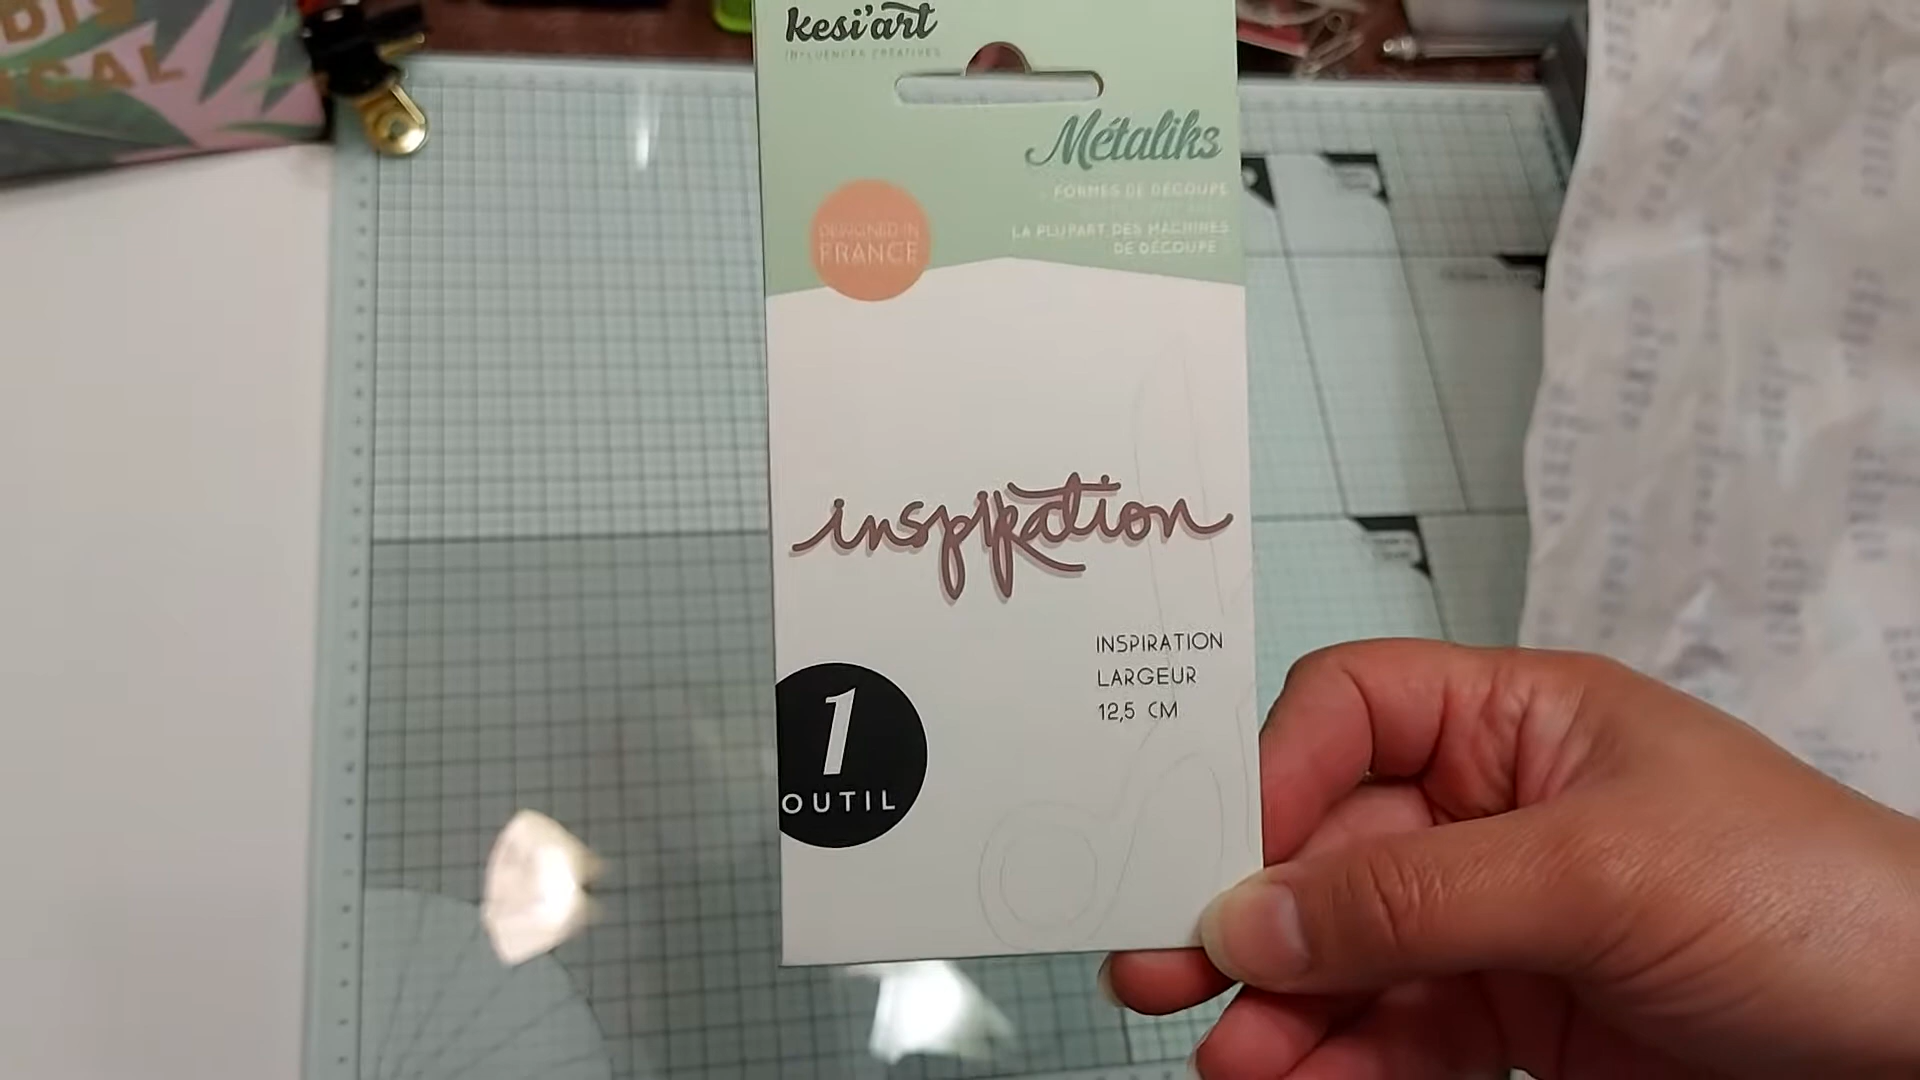 kesi'art
INFLUENCES CRÉATIVES
Métaliks
FORMES DE DÉCOUPE
LA PLUPART DES MACHINES
DE DÉCOUPE
DESIGNED IN
FRANCE
inspiration
INSPIRATION
LARGEUR
12,5 CM
1
OUTIL